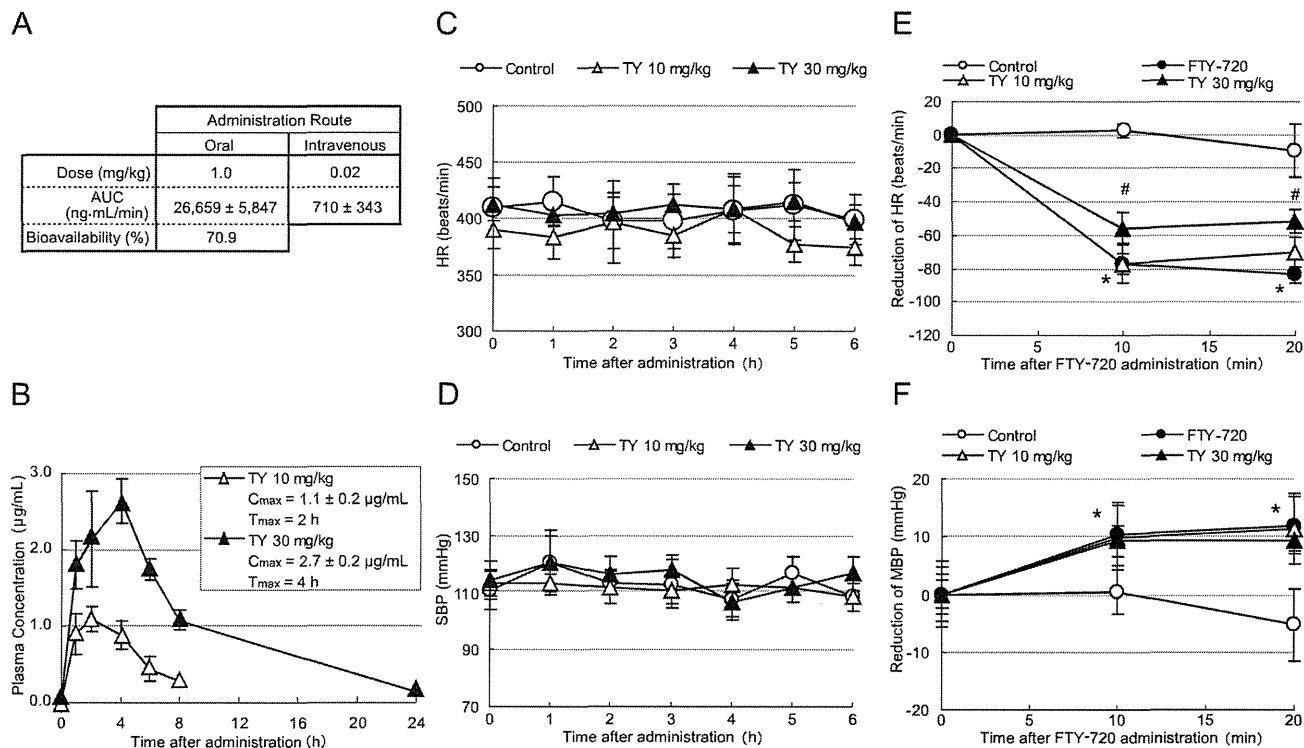 A
Administration Route
Oral Intravenous
Dose (mg/kg) 1.0 0.02
AUC (ng·mL/min) 26,659 ± 5,847 710 ± 343
Bioavailability (%) 70.9
B
TY 10 mg/kg
Cmax = 1.1 ± 0.2 µg/mL
Tmax = 2 h
TY 30 mg/kg
Cmax = 2.7 ± 0.2 µg/mL
Tmax = 4 h
Plasma Concentration (µg/mL)
3.0
2.0
1.0
0.0
0 4 8 12 16 20 24
Time after administration (h)
C
Control TY 10 mg/kg TY 30 mg/kg
HR (beats/min)
500
450
400
350
300
0 1 2 3 4 5 6
Time after administration (h)
D
Control TY 10 mg/kg TY 30 mg/kg
SBP (mmHg)
150
130
110
90
70
0 1 2 3 4 5 6
Time after administration (h)
E
Control FTY-720
TY 10 mg/kg TY 30 mg/kg
Reduction of HR (beats/min)
20
0
-20
-40
-60
-80
-100
-120
# #
* *
0 5 10 15 20
Time after FTY-720 administration (min)
F
Control FTY-720
TY 10 mg/kg TY 30 mg/kg
Reduction of MBP (mmHg)
20
10
0
-10
-20
* *
0 5 10 15 20
Time after FTY-720 administration (min)